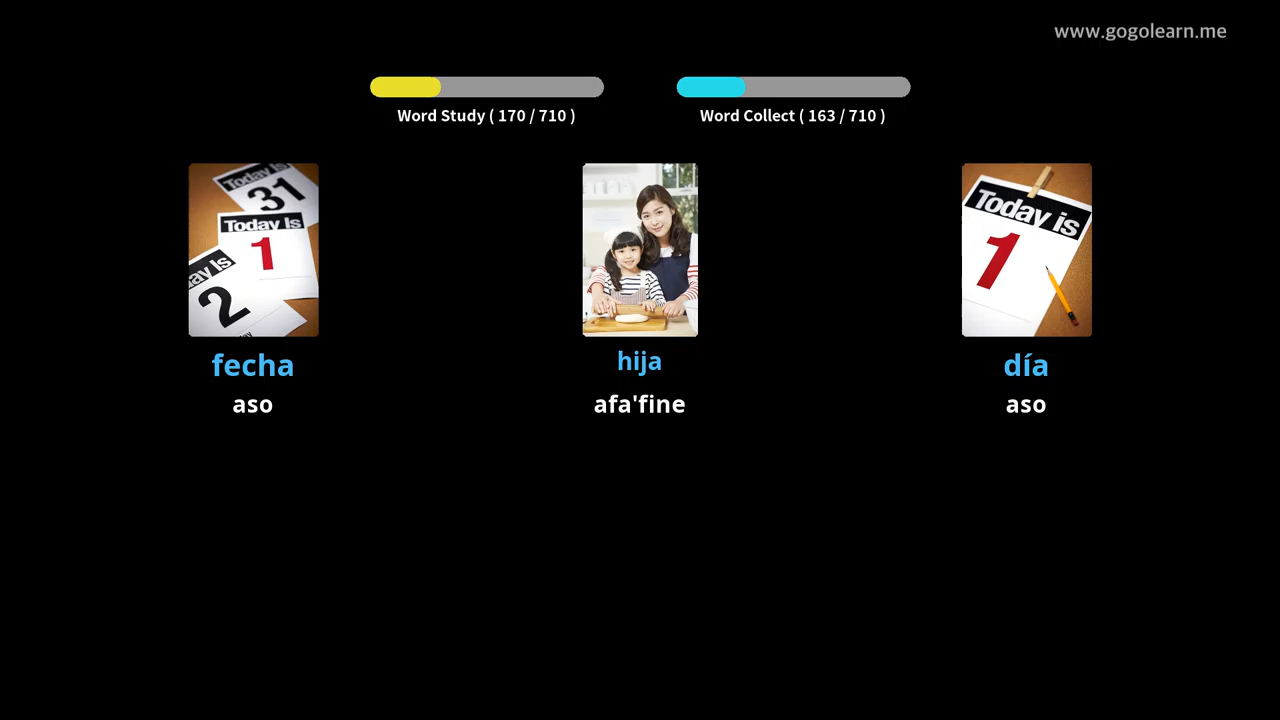 www.gogolearn.me
Word Study ( 170 / 710 )
Word Collect ( 163 / 710 )
Today Is
31
Today Is
1
ay Is
2
Today is
1
fecha
hija
día
aso
afa'fine
aso